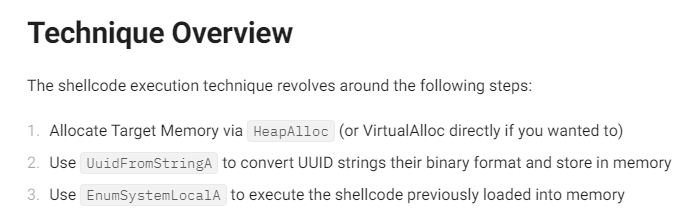 Technique Overview
The shellcode execution technique revolves around the following steps:
1. Allocate Target Memory via HeapAlloc (or VirtualAlloc directly if you wanted to)
2. Use UuidFromStringA to convert UUID strings their binary format and store in memory
3. Use EnumSystemLocalA to execute the shellcode previously loaded into memory